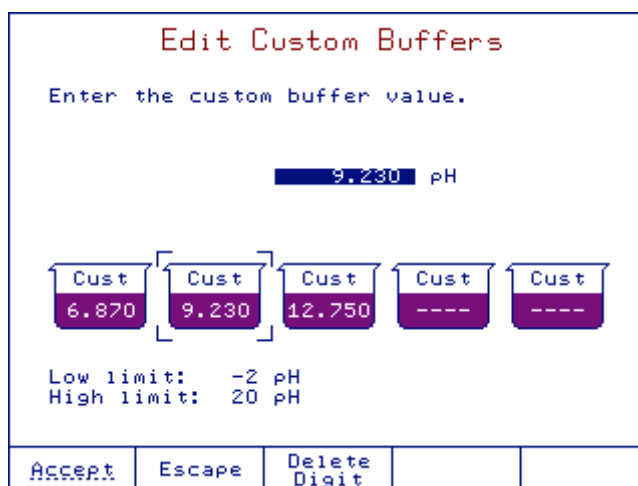 Edit Custom Buffers
Enter the custom buffer value.
9.230 pH
Cust Cust Cust Cust Cust
6.870 9.230 12.750 ---- ----
Low limit: -2 pH
High limit: 20 pH
Accept Escape Delete Digit